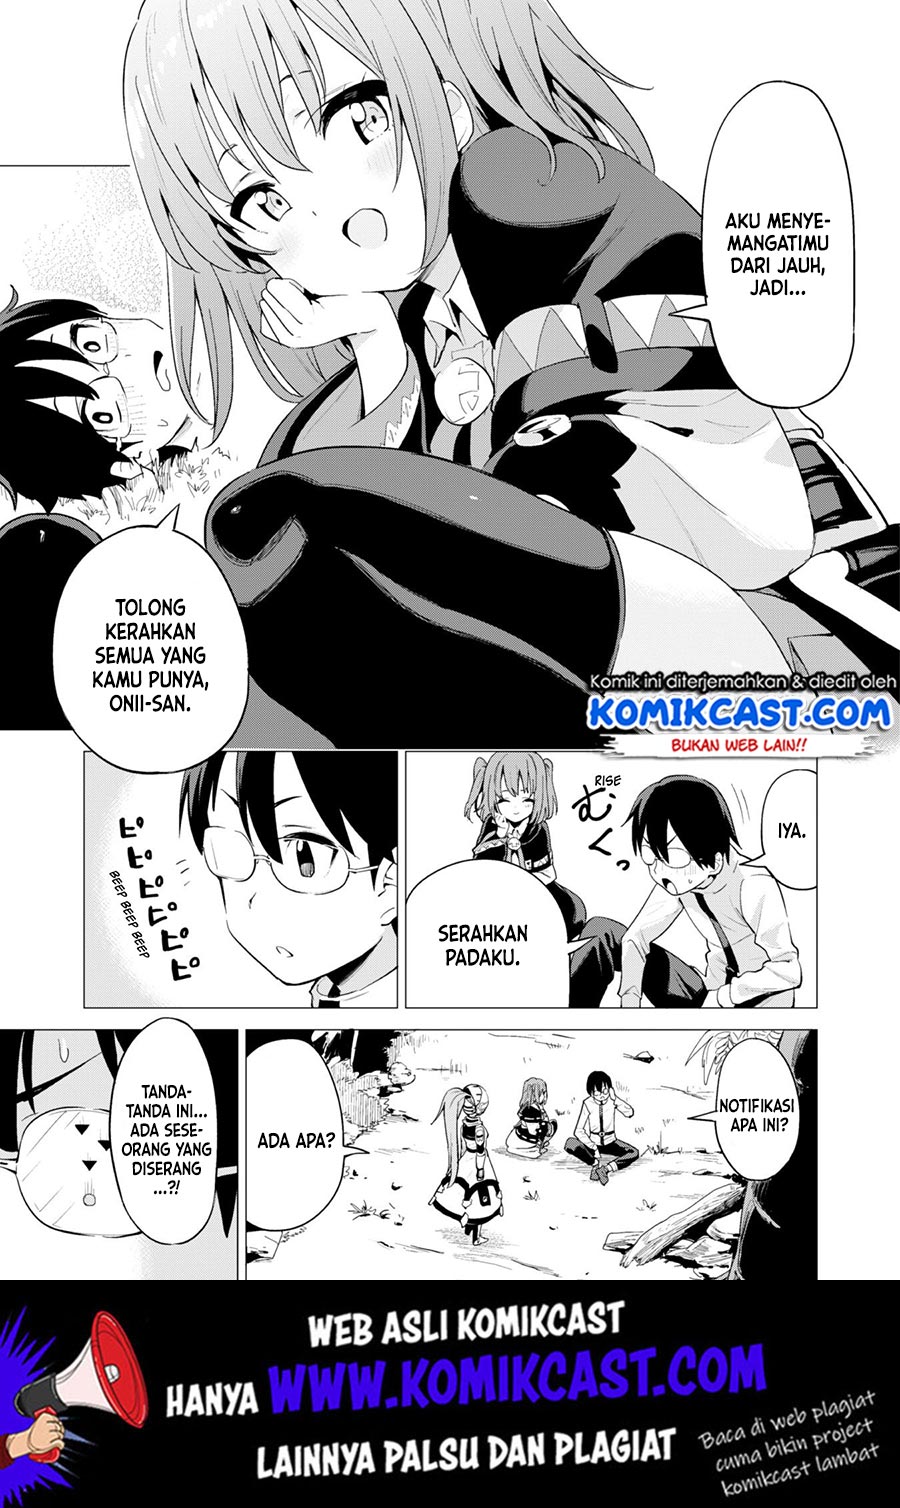 AKU MENYE-
MANGATIMU
DARI JAUH,
JADI...
TOLONG
KERAHKAN
SEMUA YANG
KAMU PUNYA,
ONII-SAN.
Komik ini diterjemahkan & diedit oleh
KOMIKCAST.COM
BUKAN WEB LAIN!!
IYA.
RISE
むくっ
SERAHKAN
PADAKU.
ピピピピピピ
BEEP BEEP BEEP BEEP
NOTIFIKASI
APA INI?
ADA APA?
TANDA-
TANDA INI...
ADA SESE-
ORANG YANG
DISERANG
...?!
WEB ASLI KOMIKCAST
HANYA WWW.KOMIKCAST.COM
LAINNYA PALSU DAN PLAGIAT
Baca di web plagiat
cuma bikin project
komikcast lambat